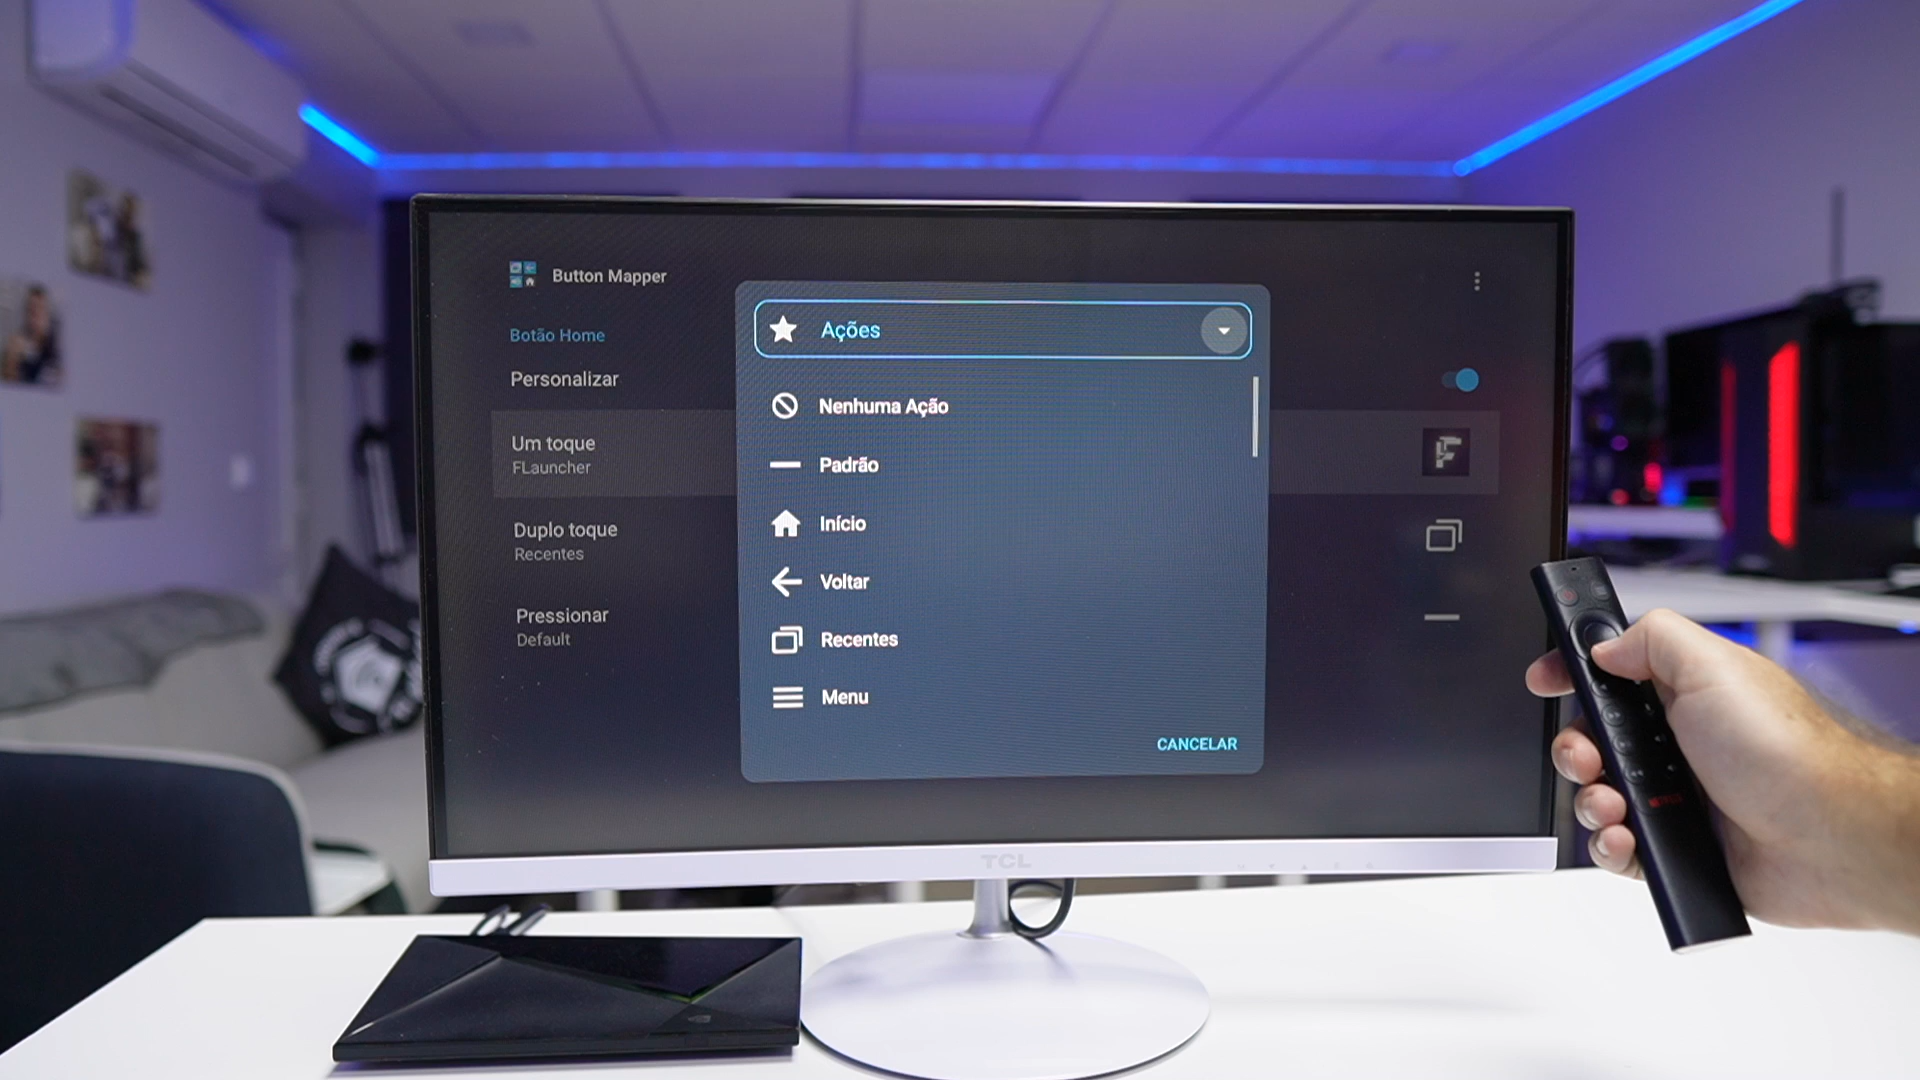 Button Mapper
Botão Home
Personalizar
Um toque
FLauncher
Duplo toque
Recentes
Pressionar
Default
Ações
Nenhuma Ação
Padrão
Início
Voltar
Recentes
Menu
CANCELAR
TCL
NETFLIX